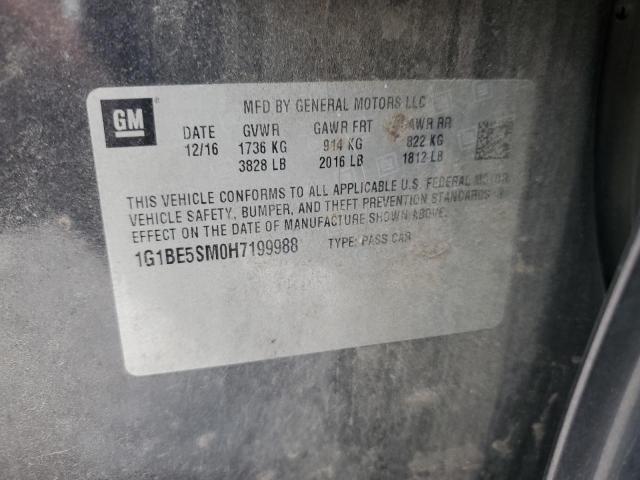 GM
MFD BY GENERAL MOTORS LLC
DATE GVWR GAWR FRT GAWR RR
12/16 1736 KG 914 KG 822 KG
3828 LB 2016 LB 1812 LB
THIS VEHICLE CONFORMS TO ALL APPLICABLE U.S. FEDERAL MOTOR
VEHICLE SAFETY, BUMPER, AND THEFT PREVENTION STANDARDS IN
EFFECT ON THE DATE OF MANUFACTURE SHOWN ABOVE.
1G1BE5SM0H7199988 TYPE: PASS CAR